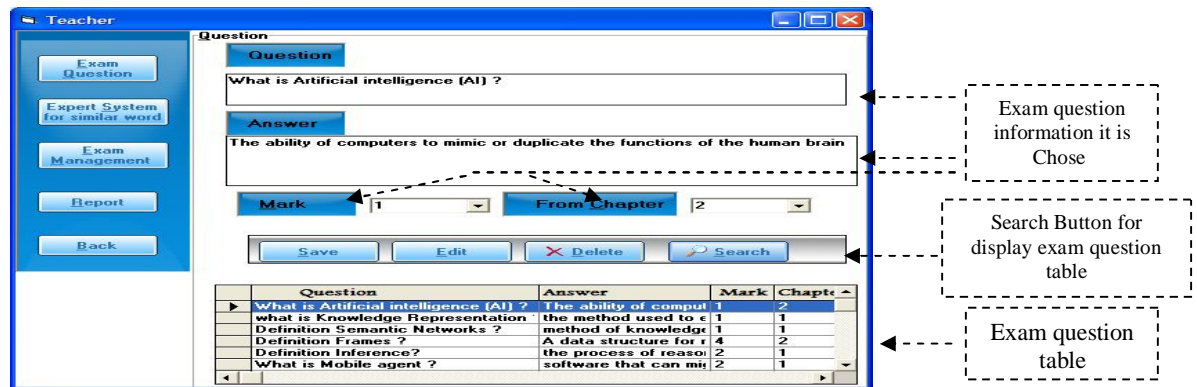 Teacher
Exam
Question
Expert System
for similar word
Exam
Management
Report
Back
Question
Question
What is Artificial intelligence (AI) ?
Answer
The ability of computers to mimic or duplicate the functions of the human brain
Mark 1 From Chapter 2
Save Edit Delete Search
Question Answer Mark Chapte
What is Artificial intelligence (AI) ? The ability of comput 1 2
what is Knowledge Representation the method used to e 1 1
Definition Semantic Networks ? method of knowledge 1 1
Definition Frames ? A data structure for r 4 2
Definition Inference? the process of reaso 2 1
What is Mobile agent ? software that can mig 2 1
Exam question
information it is
Chose
Search Button for
display exam question
table
Exam question
table